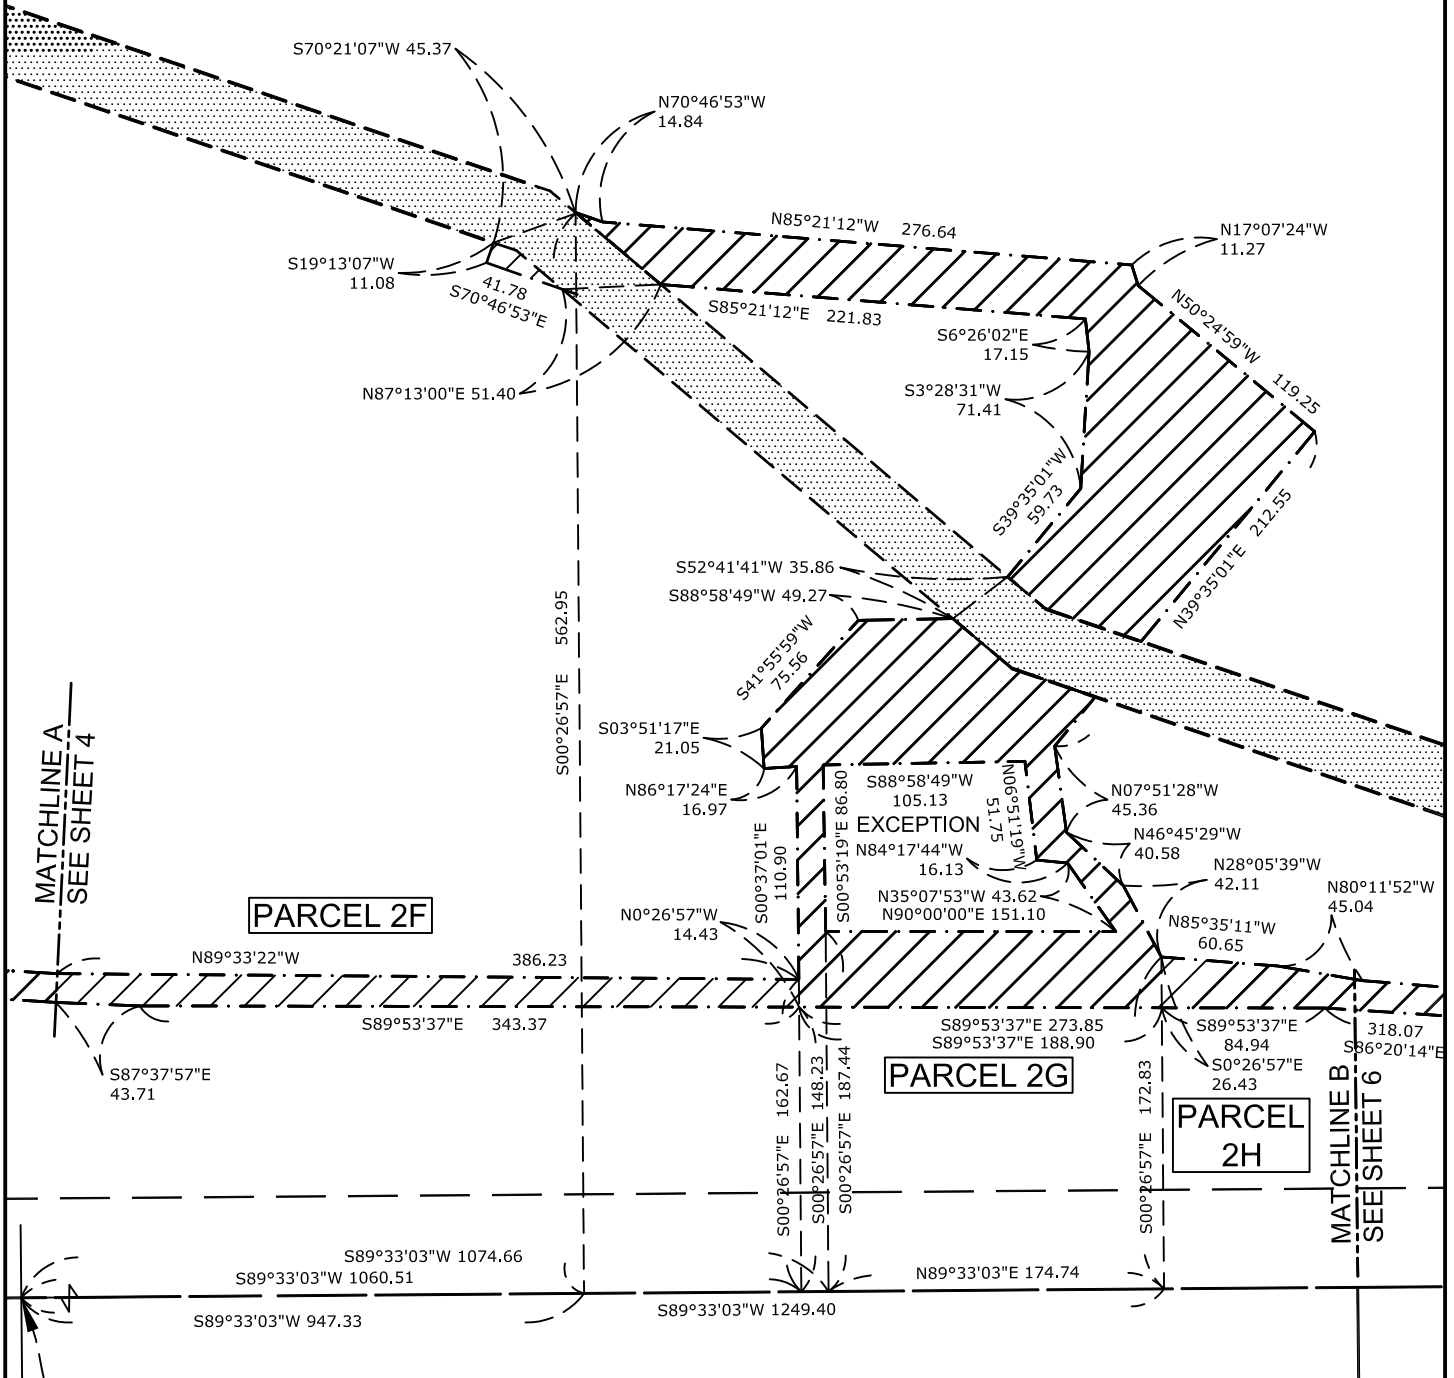 S70°21'07"W 45.37
N70°46'53"W
14.84
N85°21'12"W 276.64
N17°07'24"W
11.27
S19°13'07"W
11.08
41.78
S70°46'53"E
S85°21'12"E 221.83
N50°24'59"W 119.25
S6°26'02"E
17.15
N87°13'00"E 51.40
S3°28'31"W
71.41
S39°35'01"W
59.73
N39°35'01"E 212.55
S52°41'41"W 35.86
S88°58'49"W 49.27
S00°26'57"E 562.95
S41°55'59"W
75.56
S03°51'17"E
21.05
N86°17'24"E
16.97
S00°37'01"E
110.90
S00°53'19"E 86.80
S88°58'49"W
105.13
EXCEPTION
N06°51'19"W
51.75
N07°51'28"W
45.36
N84°17'44"W
16.13
N46°45'29"W
40.58
N35°07'53"W 43.62
N90°00'00"E 151.10
N28°05'39"W
42.11
N80°11'52"W
45.04
N85°35'11"W
60.65
MATCHLINE A
SEE SHEET 4
PARCEL 2F
N0°26'57"W
14.43
N89°33'22"W 386.23
S89°53'37"E 343.37
S89°53'37"E 273.85
S89°53'37"E 188.90
S89°53'37"E
84.94
318.07
S86°20'14"E
S0°26'57"E
26.43
S87°37'57"E
43.71
PARCEL 2G
PARCEL
2H
S00°26'57"E 162.67
S00°26'57"E 148.23
S00°26'57"E 187.44
S00°26'57"E 172.83
MATCHLINE B
SEE SHEET 6
S89°33'03"W 1074.66
S89°33'03"W 1060.51
N89°33'03"E 174.74
S89°33'03"W 947.33
S89°33'03"W 1249.40